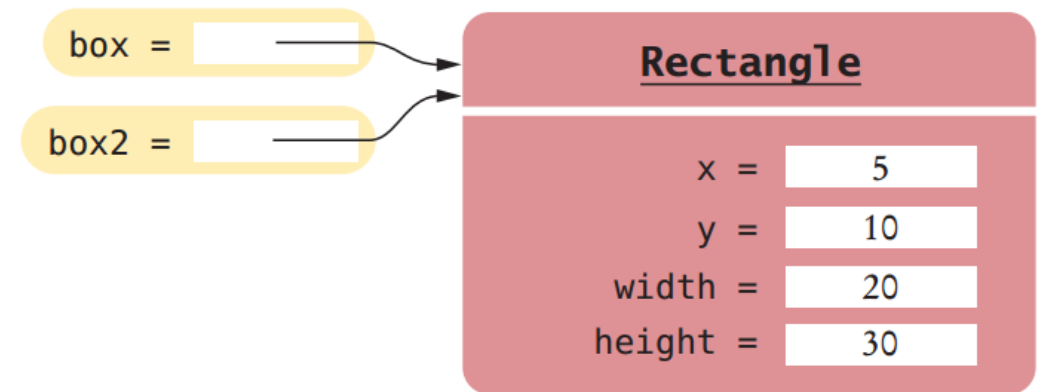 box =
box2 =
Rectangle
x = 5
y = 10
width = 20
height = 30